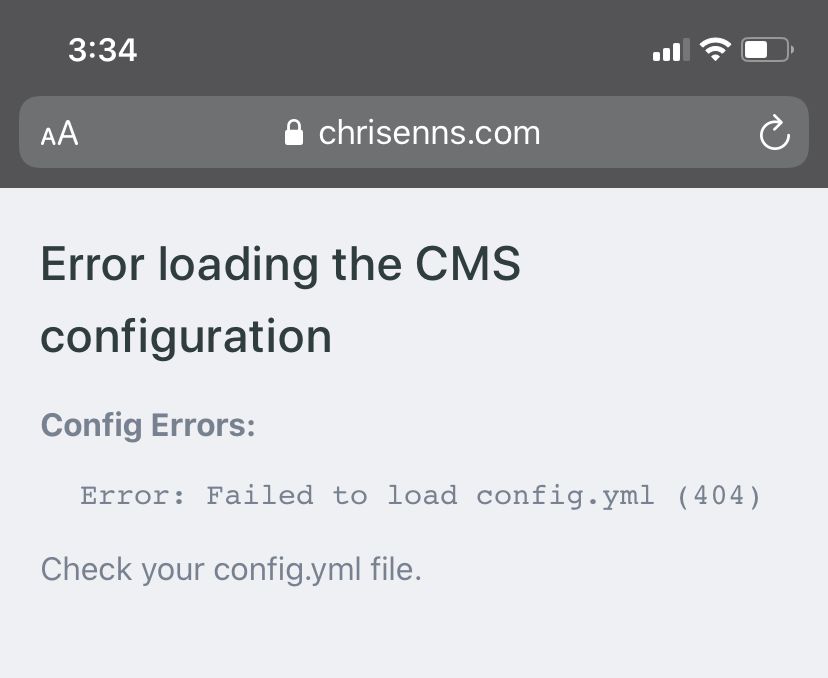 3:34
AA chrisenns.com
Error loading the CMS
configuration
Config Errors:
Error: Failed to load config.yml (404)
Check your config.yml file.